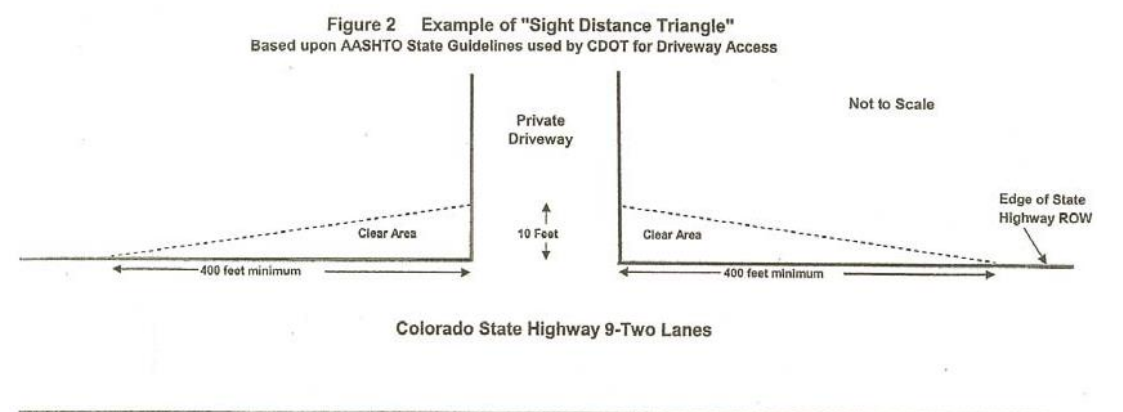 Figure 2 Example of "Sight Distance Triangle"
Based upon AASHTO State Guidelines used by CDOT for Driveway Access
Not to Scale
Private
Driveway
Edge of State
Highway ROW
Clear Area
10 Feet
Clear Area
400 feet minimum
400 feet minimum
Colorado State Highway 9-Two Lanes